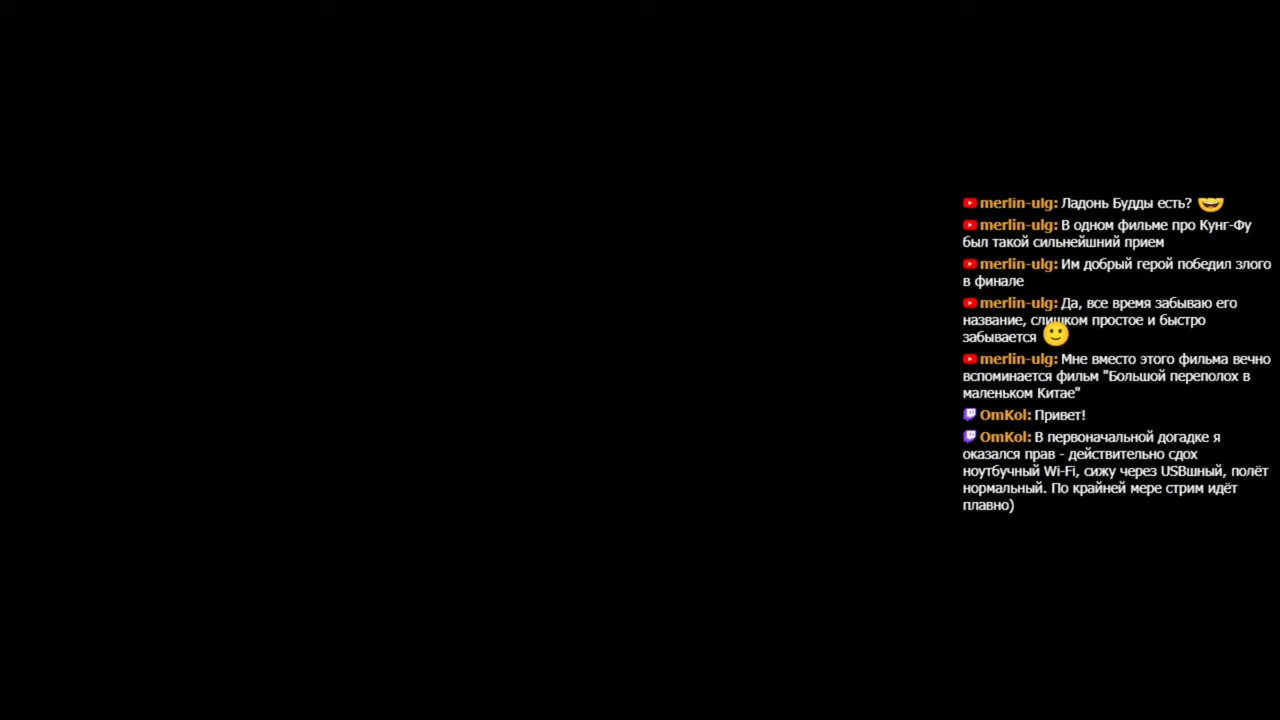 merlin-ulg: Ладонь Будды есть?
merlin-ulg: В одном фильме про Кунг-Фу
был такой сильнейшний прием
merlin-ulg: Им добрый герой победил злого
в финале
merlin-ulg: Да, все время забываю его
название, слишком простое и быстро
забывается
merlin-ulg: Мне вместо этого фильма вечно
вспоминается фильм "Большой переполох в
маленьком Китае"
OmKol: Привет!
OmKol: В первоначальной догадке я
оказался прав - действительно сдох
ноутбучный Wi-Fi, сижу через USBшный, полёт
нормальный. По крайней мере стрим идёт
плавно)